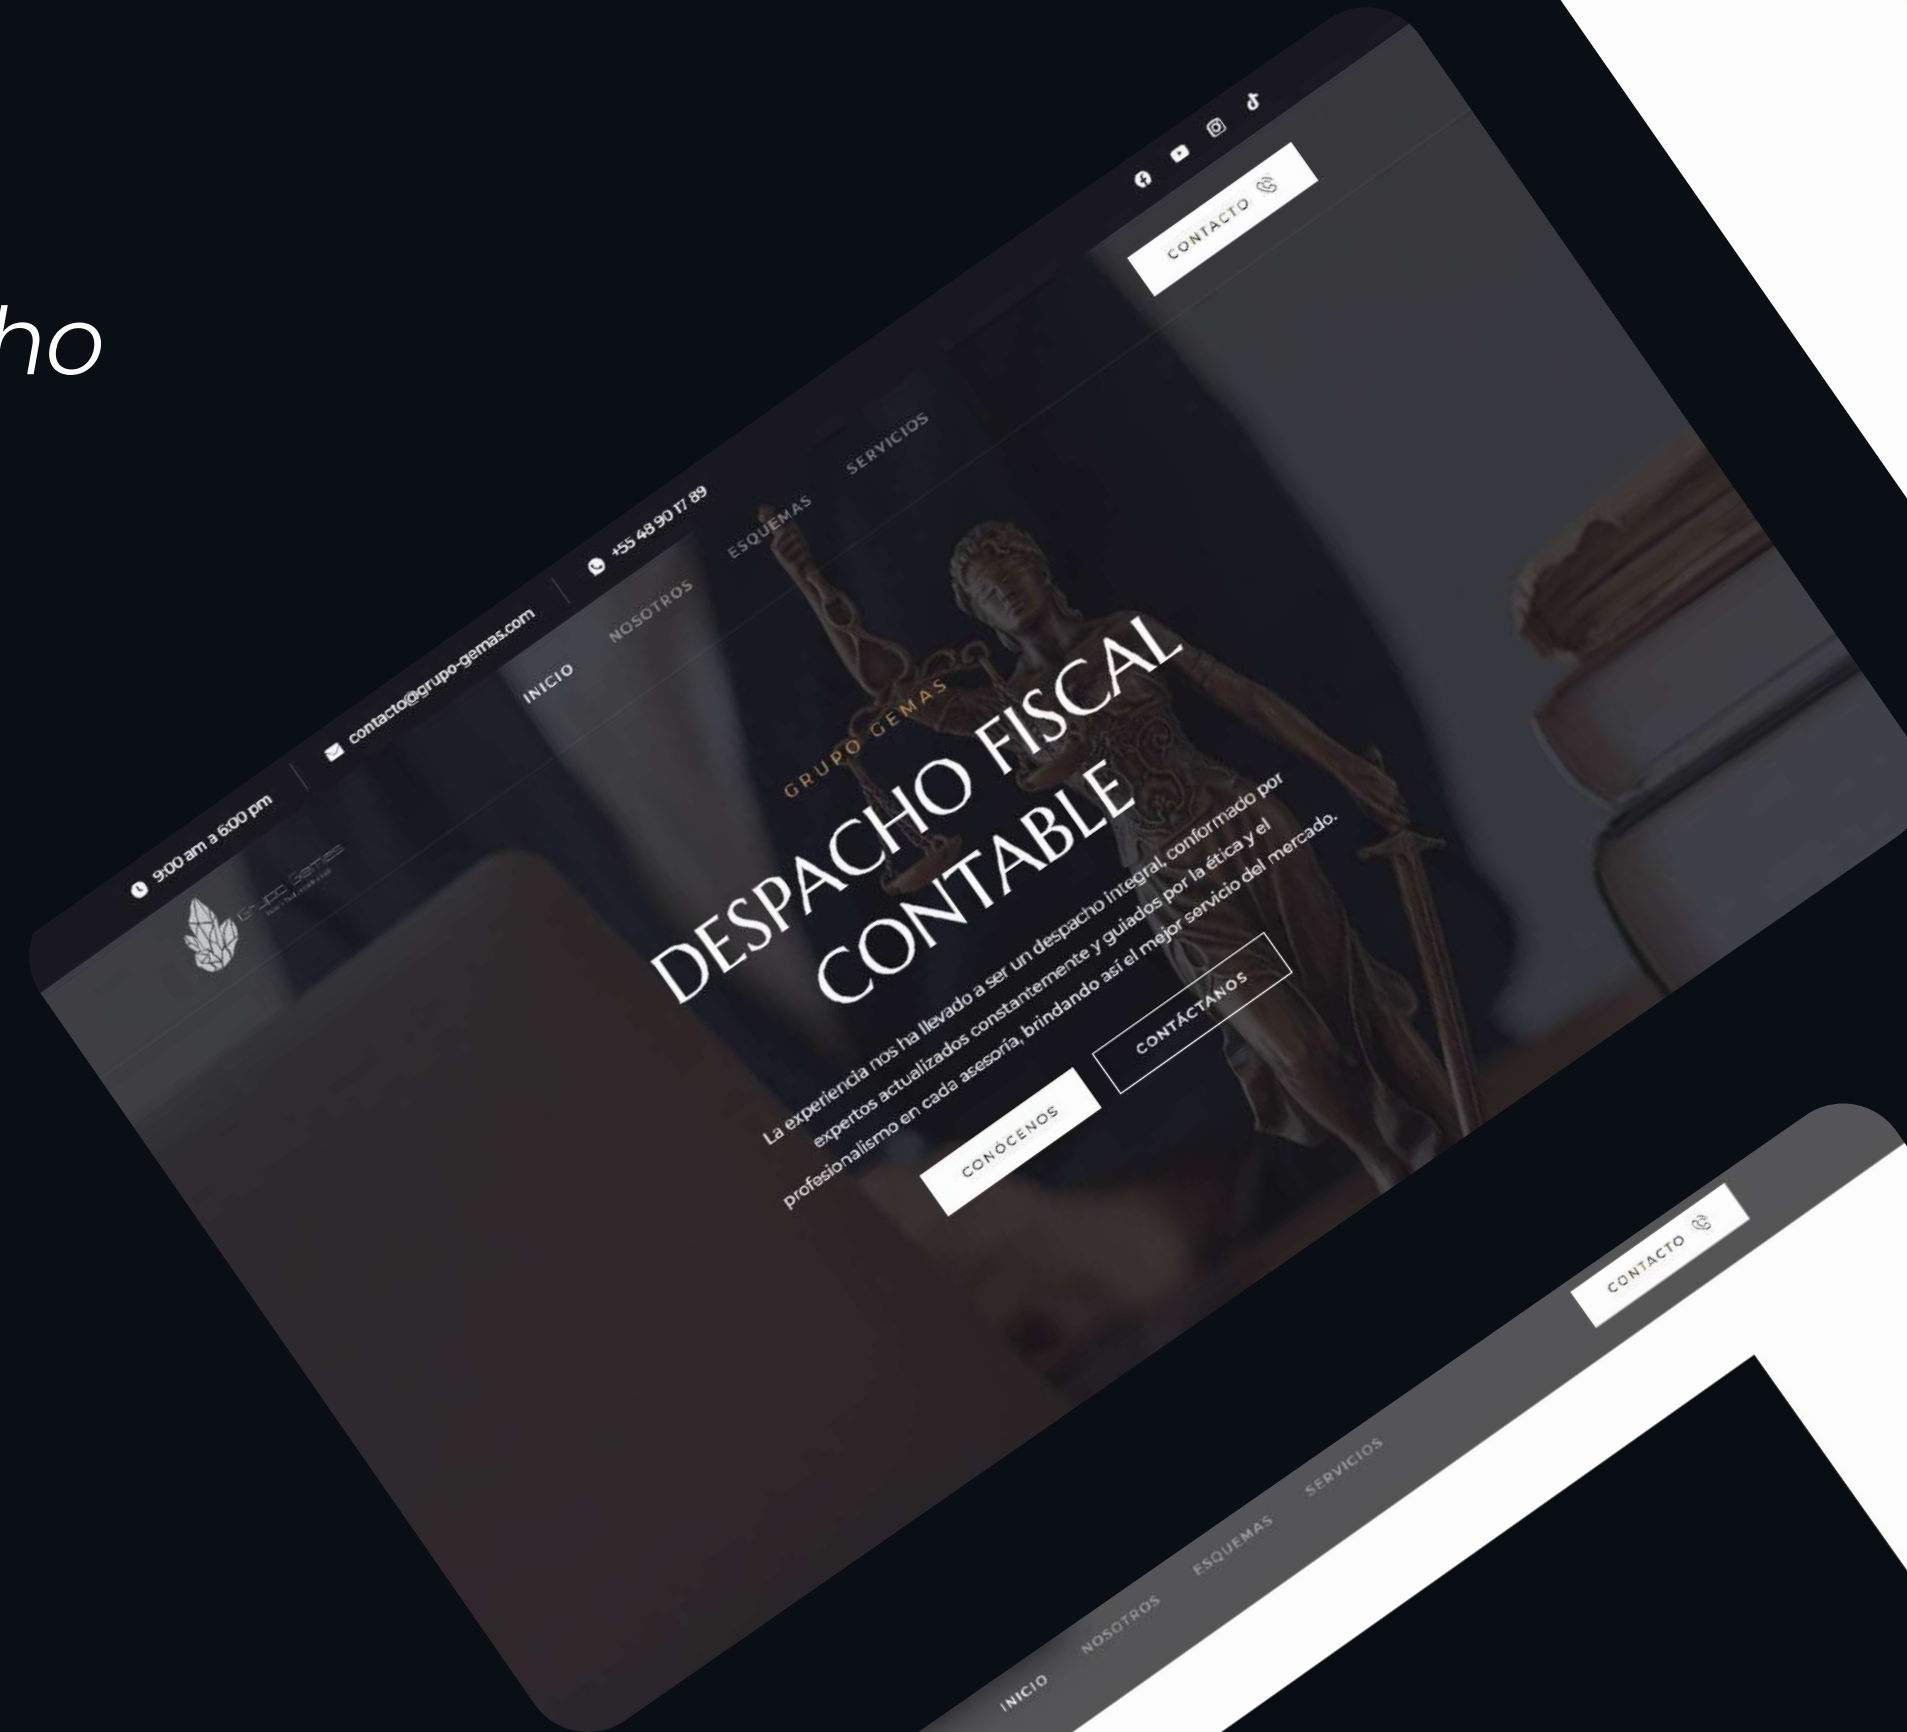 ho
9:00 am a 6:00 pm
contacto@grupo-gemas.com
+55 48 90 17 89
Grupo Gemas
INICIO
NOSOTROS
ESQUEMAS
SERVICIOS
CONTACTO
GRUPO GEMAS
DESPACHO FISCAL
CONTABLE
La experiencia nos ha llevado a ser un despacho integral, conformado por
expertos actualizados constantemente y guiados por la ética y el
profesionalismo en cada asesoría, brindando así el mejor servicio del mercado.
CONÓCENOS
CONTÁCTANOS
INICIO
NOSOTROS
ESQUEMAS
SERVICIOS
CONTACTO